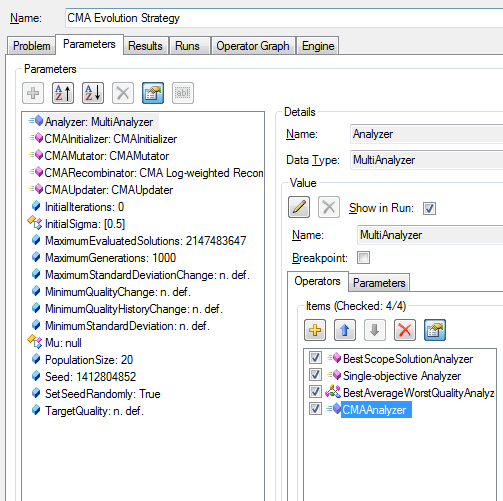 Name: CMA Evolution Strategy
Problem Parameters Results Runs Operator Graph Engine
Parameters
Analyzer: MultiAnalyzer
CMAInitializer: CMAInitializer
CMAMutator: CMAMutator
CMARecombinator: CMA Log-weighted Recon
CMAUpdater: CMAUpdater
InitialIterations: 0
InitialSigma: [0.5]
MaximumEvaluatedSolutions: 2147483647
MaximumGenerations: 1000
MaximumStandardDeviationChange: n. def.
MinimumQualityChange: n. def.
MinimumQualityHistoryChange: n. def.
MinimumStandardDeviation: n. def.
Mu: null
PopulationSize: 20
Seed: 1412804852
SetSeedRandomly: True
TargetQuality: n. def.
Details
Name: Analyzer
Data Type: MultiAnalyzer
Value
Show in Run:
Name: MultiAnalyzer
Breakpoint:
Operators Parameters
Items (Checked: 4/4)
BestScopeSolutionAnalyzer
Single-objective Analyzer
BestAverageWorstQualityAnalyz
CMAAnalyzer